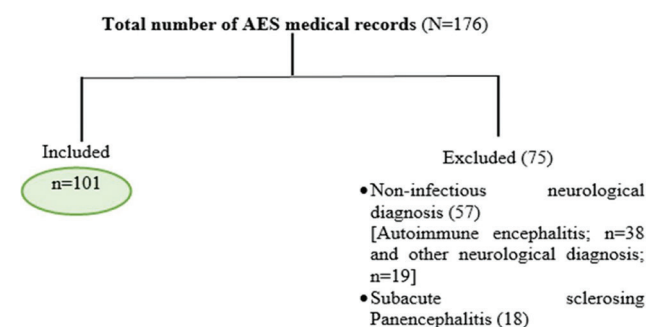 Total number of AES medical records (N=176)
Included
n=101
Excluded (75)
•Non-infectious neurological
diagnosis (57)
[Autoimmune encephalitis; n=38
and other neurological diagnosis;
n=19]
•Subacute sclerosing
Panencephalitis (18)